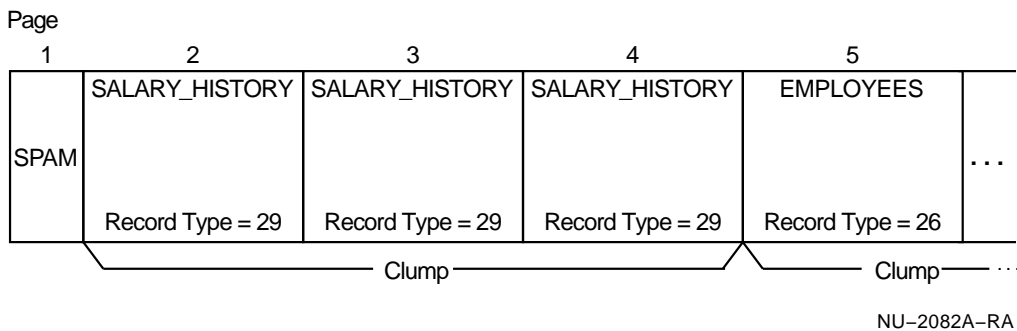 Page
1 2 3 4 5
SALARY_HISTORY SALARY_HISTORY SALARY_HISTORY EMPLOYEES
SPAM ...
Record Type = 29 Record Type = 29 Record Type = 29 Record Type = 26
Clump Clump ...
NU−2082A−RA